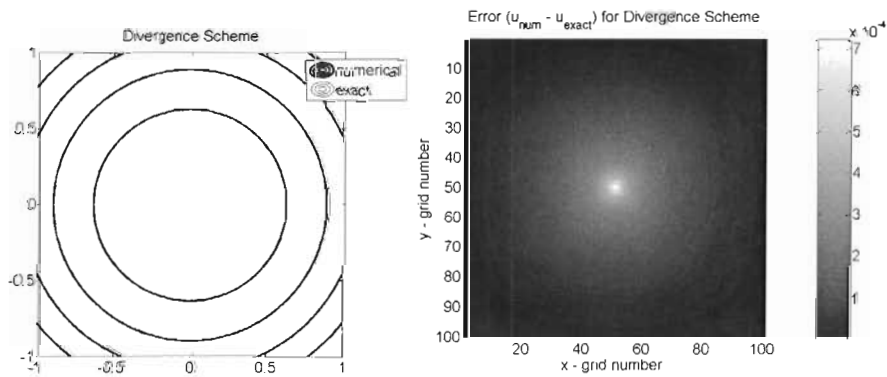 Divergence Scheme
numerical
exact
1
0.5
0
-0.5
-1
-1 -0.5 0 0.5 1
Error (u_num - u_exact) for Divergence Scheme
y - grid number
10
20
30
40
50
60
70
80
90
100
20 40 60 80 100
x - grid number
x 10^-4
7
6
5
4
3
2
1